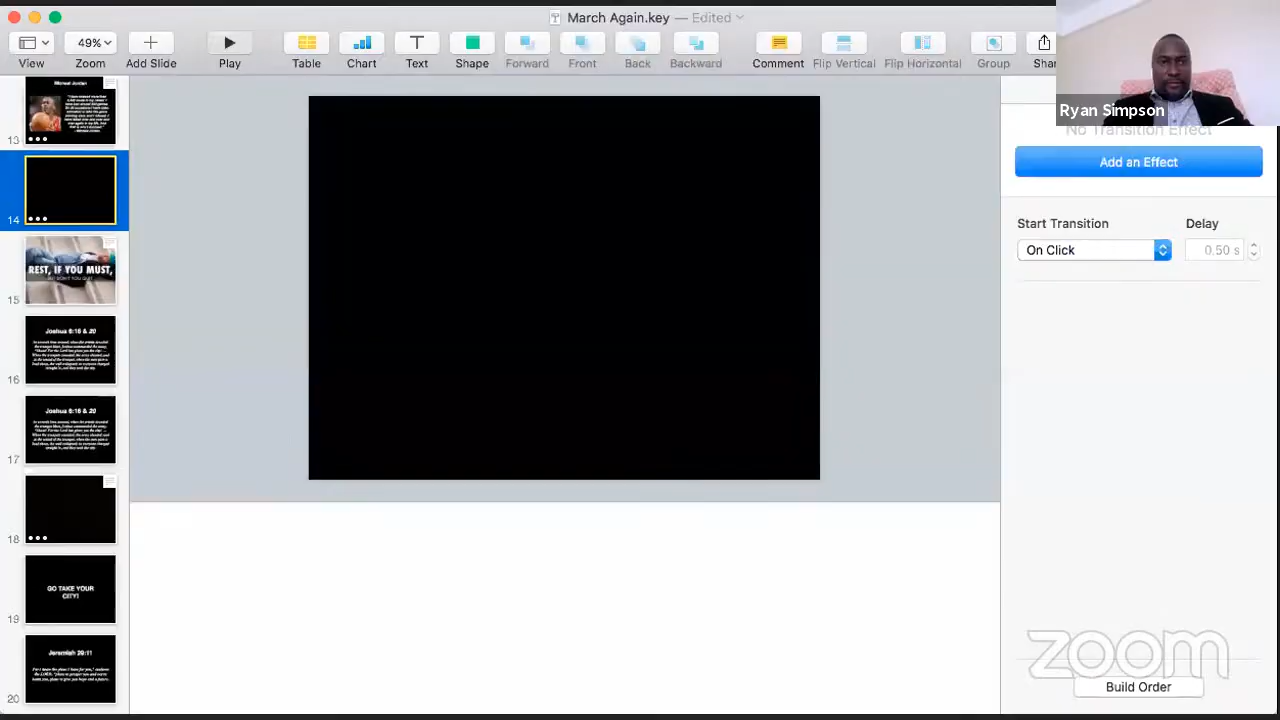 March Again.key — Edited
View
49%
Zoom
Add Slide
Play
Table
Chart
Text
Shape
Forward
Front
Back
Backward
Comment
Flip Vertical
Flip Horizontal
Group
Shar
Ryan Simpson
No Transition Effect
Add an Effect
Start Transition
Delay
On Click
0.50 s
13
14
REST, IF YOU MUST,
15
Joshua 6:16 & 20
16
Joshua 6:16 & 20
17
18
GO TAKE YOUR
CITY!
19
Jeremiah 29:11
20
zoom
Build Order